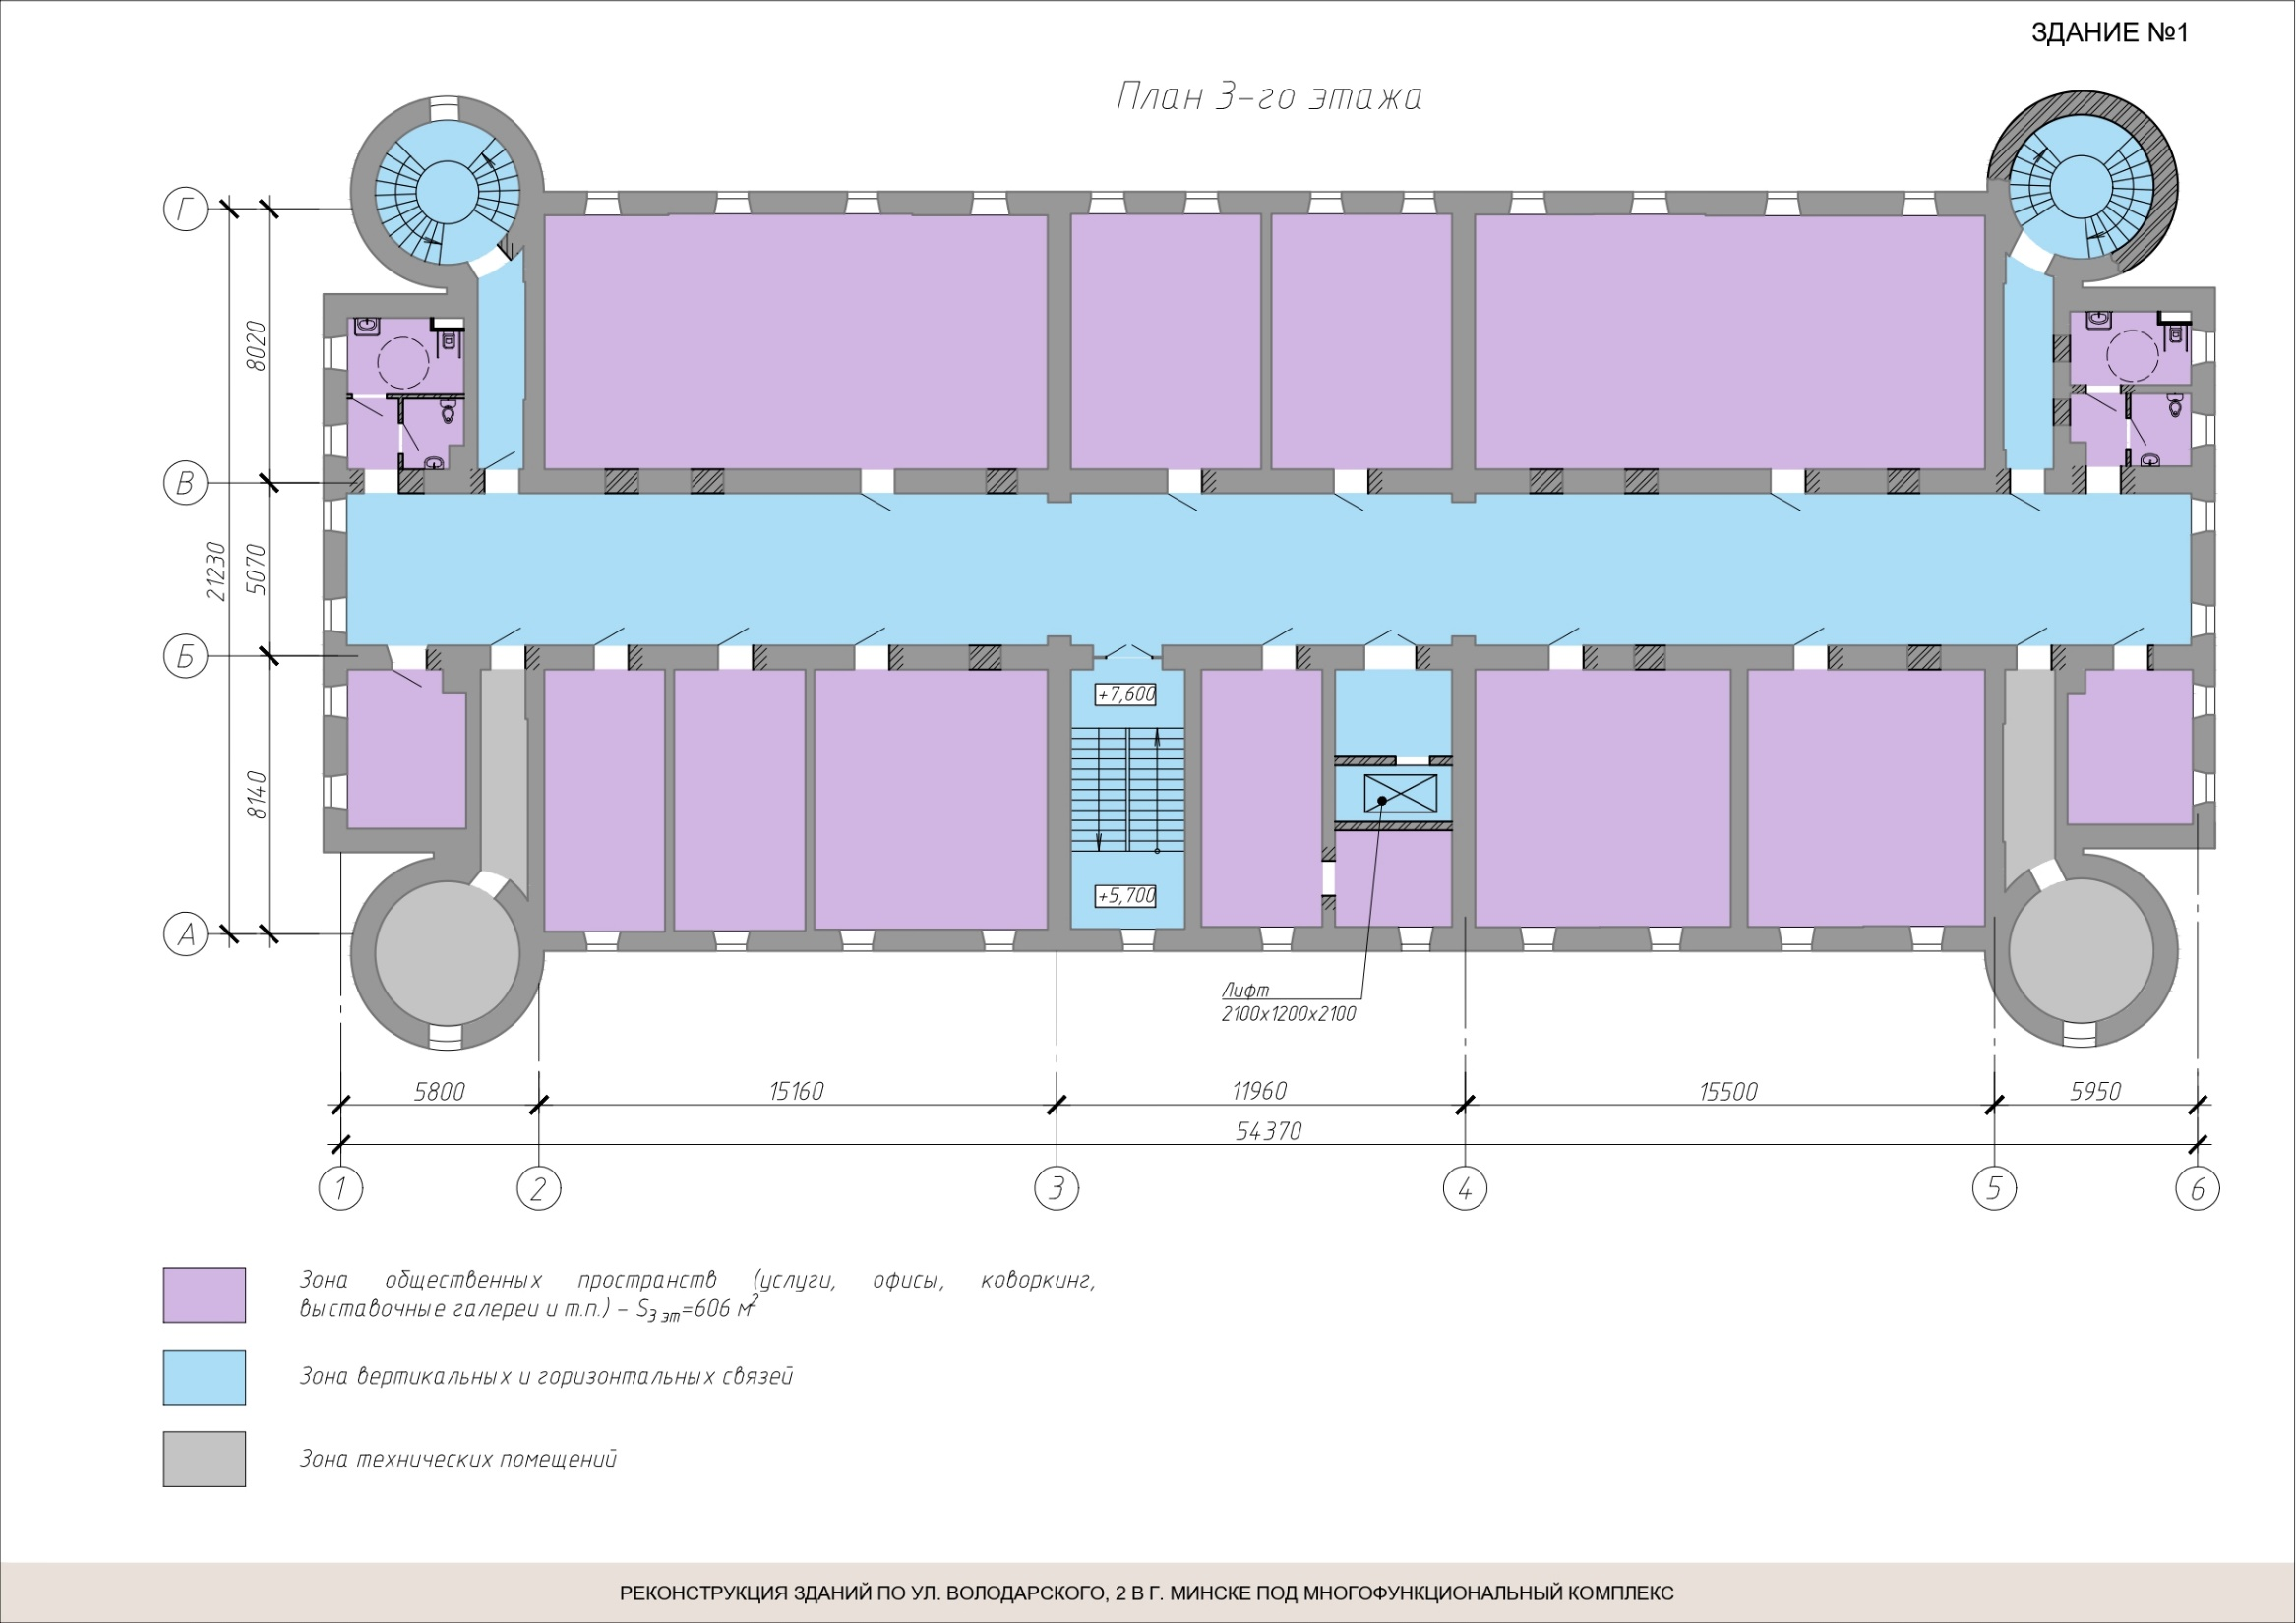 ЗДАНИЕ №1
План 3-го этажа
Г
В
Б
А
8020
5070
8140
21230
+7,600
+5,700
Лифт
2100х1200х2100
5800
15160
11960
15500
5950
54370
1
2
3
4
5
6
Зона общественных пространств (услуги, офисы, коворкинг,
выставочные галереи и т.п.) – S3 эт=606 м²
Зона вертикальных и горизонтальных связей
Зона технических помещений
РЕКОНСТРУКЦИЯ ЗДАНИЙ ПО УЛ. ВОЛОДАРСКОГО, 2 В Г. МИНСКЕ ПОД МНОГОФУНКЦИОНАЛЬНЫЙ КОМПЛЕКС